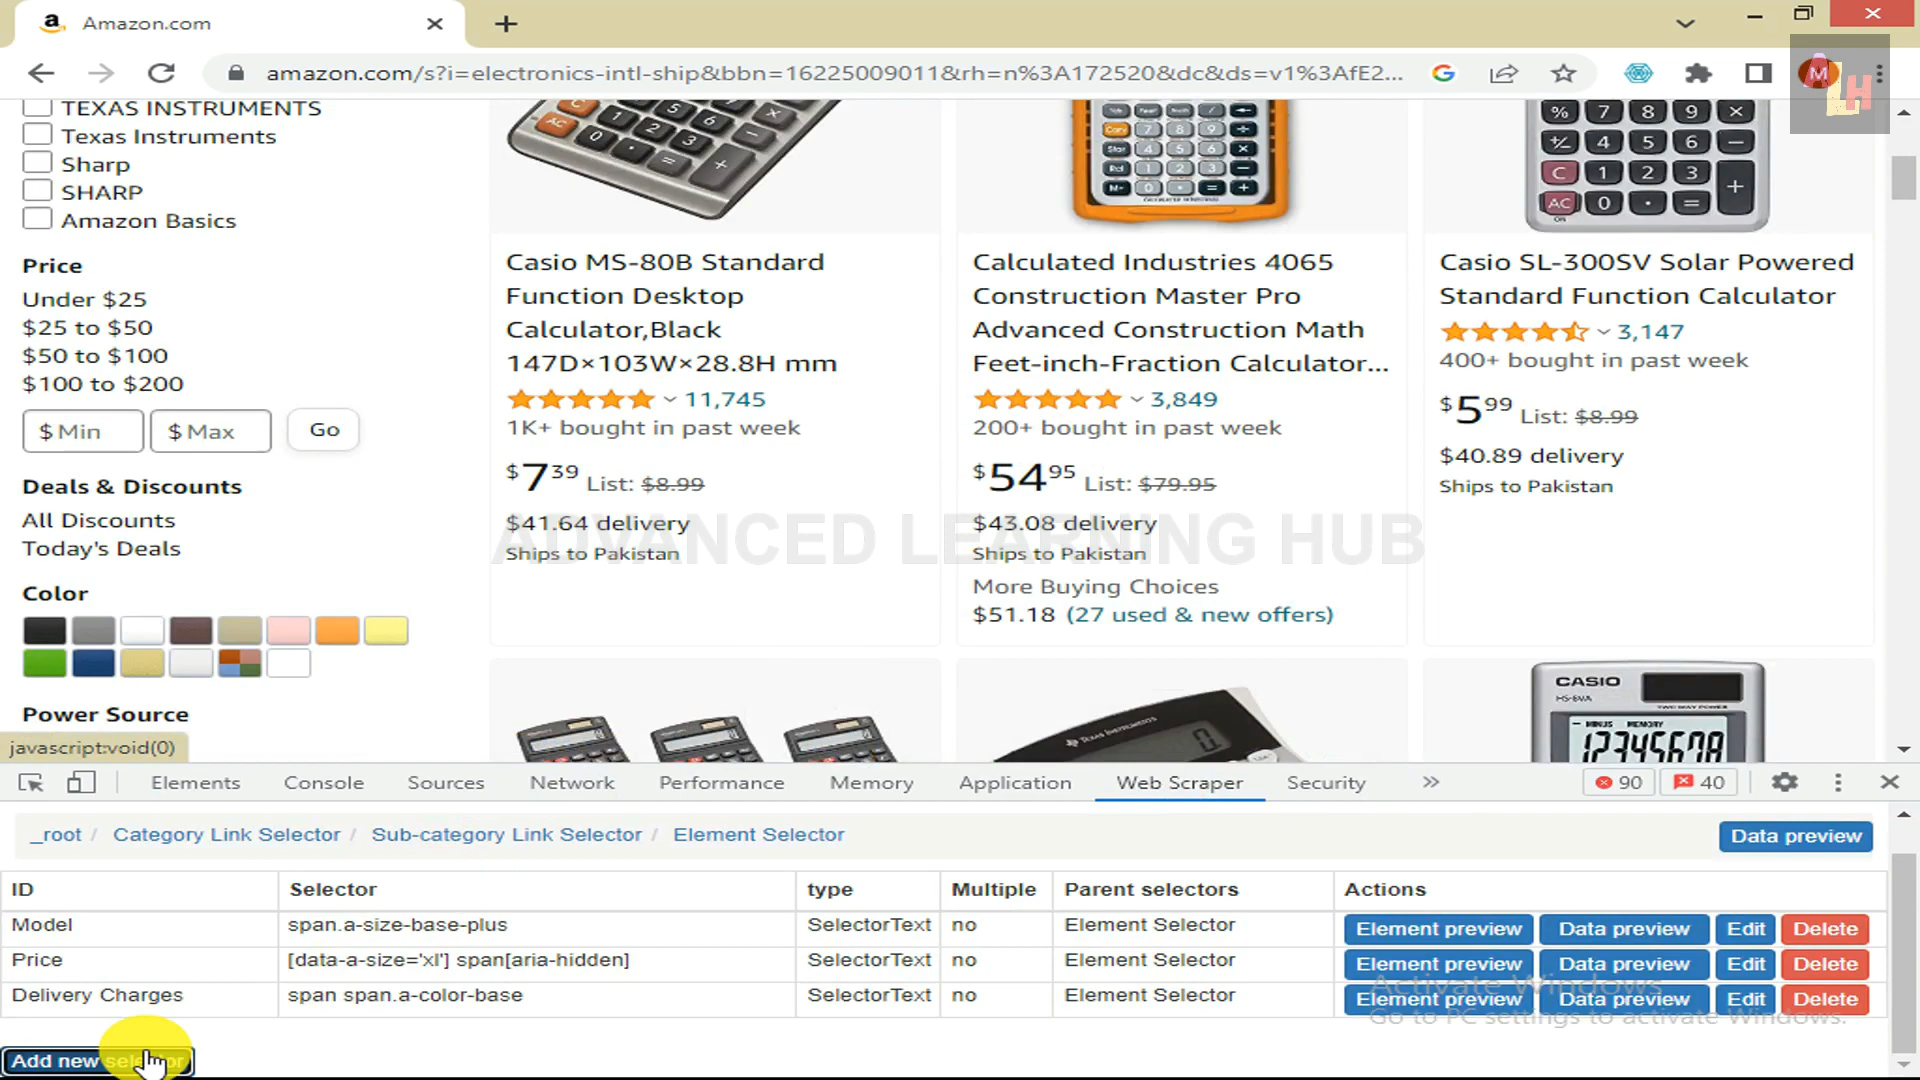 Amazon.com
amazon.com/s?i=electronics-intl-ship&bbn=16225009011&rh=n%3A172520&dc&ds=v1%3AfE2...
M
LH
TEXAS INSTRUMENTS
Texas Instruments
Sharp
SHARP
Amazon Basics
Price
Under $25
$25 to $50
$50 to $100
$100 to $200
$ Min
$ Max
Go
Deals & Discounts
All Discounts
Today's Deals
Color
Power Source
javascript:void(0)
Casio MS-80B Standard
Function Desktop
Calculator,Black
147D×103W×28.8H mm
11,745
1K+ bought in past week
$7 39 List: $8.99
$41.64 delivery
Ships to Pakistan
Calculated Industries 4065
Construction Master Pro
Advanced Construction Math
Feet-inch-Fraction Calculator...
3,849
200+ bought in past week
$54 95 List: $79.95
$43.08 delivery
Ships to Pakistan
More Buying Choices
$51.18 (27 used & new offers)
Casio SL-300SV Solar Powered
Standard Function Calculator
3,147
400+ bought in past week
$5 99 List: $8.99
$40.89 delivery
Ships to Pakistan
ADVANCED LEARNING HUB
TEXAS INSTRUMENTS
CASIO
HS-8VA
TWO WAY POWER
MINUS MEMORY
12345678
Elements
Console
Sources
Network
Performance
Memory
Application
Web Scraper
Security
90
40
_root / Category Link Selector / Sub-category Link Selector / Element Selector
Data preview
ID Selector type Multiple Parent selectors Actions
Model span.a-size-base-plus SelectorText no Element Selector Element preview Data preview Edit Delete
Price [data-a-size='xl'] span[aria-hidden] SelectorText no Element Selector Element preview Data preview Edit Delete
Delivery Charges span span.a-color-base SelectorText no Element Selector Element preview Data preview Edit Delete
Activate Windows
Go to PC settings to activate Windows.
Add new selector